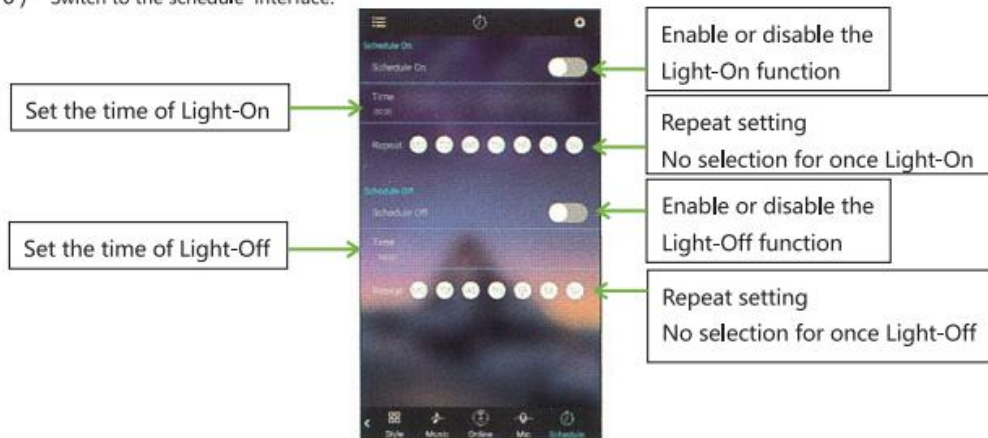 Switch to the schedule interface.
Schedule On
Schedule On
Time
Repeat
Schedule Off
Schedule Off
Time
Repeat
Style Music Online Mic Schedule
Set the time of Light-On
Set the time of Light-Off
Enable or disable the
Light-On function
Repeat setting
No selection for once Light-On
Enable or disable the
Light-Off function
Repeat setting
No selection for once Light-Off